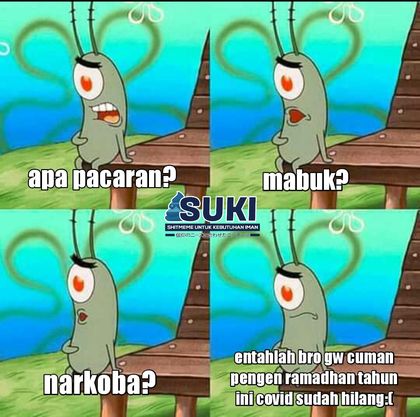 apa pacaran?
mabuk?
SUKI
SHITMEME UNTUK KEBUTUHAN IMAN
narkoba?
entahlah bro gw cuman
pengen ramadhan tahun
ini covid sudah hilang:(